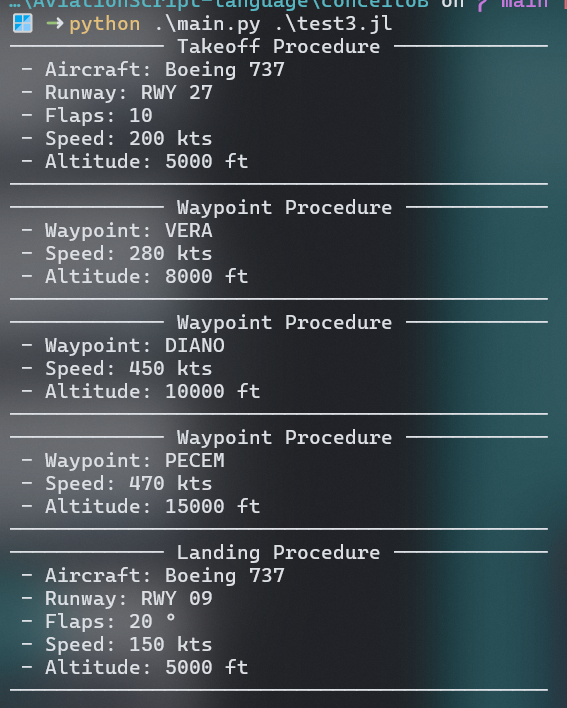 …\AviationScript-language\conceitoB on main
python .\main.py .\test3.jl
Takeoff Procedure
- Aircraft: Boeing 737
- Runway: RWY 27
- Flaps: 10
- Speed: 200 kts
- Altitude: 5000 ft
Waypoint Procedure
- Waypoint: VERA
- Speed: 280 kts
- Altitude: 8000 ft
Waypoint Procedure
- Waypoint: DIANO
- Speed: 450 kts
- Altitude: 10000 ft
Waypoint Procedure
- Waypoint: PECEM
- Speed: 470 kts
- Altitude: 15000 ft
Landing Procedure
- Aircraft: Boeing 737
- Runway: RWY 09
- Flaps: 20 °
- Speed: 150 kts
- Altitude: 5000 ft